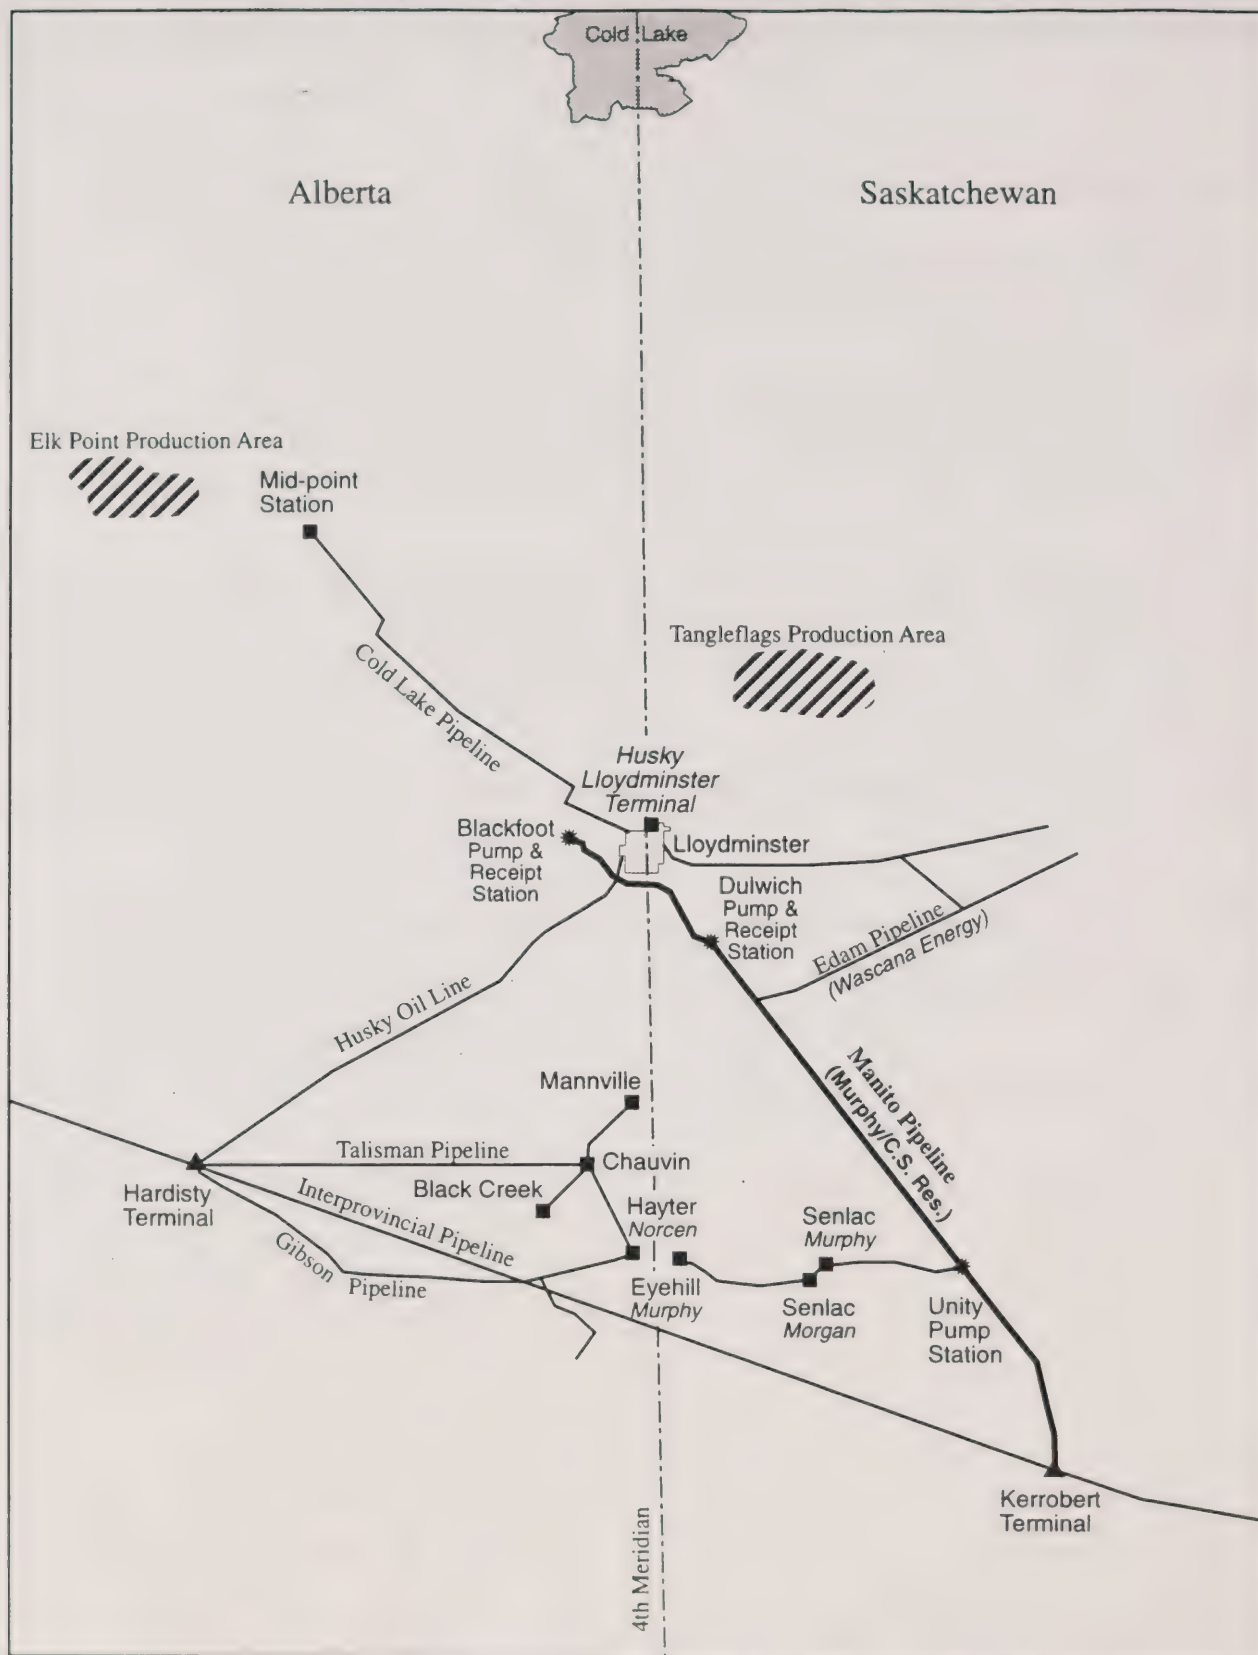 Cold Lake
Alberta
Saskatchewan
Elk Point Production Area
Mid-point
Station
Cold Lake Pipeline
Tangleflags Production Area
Husky
Lloydminster
Terminal
Blackfoot
Pump &
Receipt
Station
Lloydminster
Dulwich
Pump &
Receipt
Station
Edam Pipeline
(Wascana Energy)
Husky Oil Line
Manito Pipeline
(Murphy/C.S. Res.)
Mannville
Talisman Pipeline
Chauvin
Hardisty
Terminal
Black Creek
Interprovincial Pipeline
Hayter
Norcen
Senlac
Murphy
Gibson Pipeline
Eyehill
Murphy
Senlac
Morgan
Unity
Pump
Station
Kerrobert
Terminal
4th Meridian